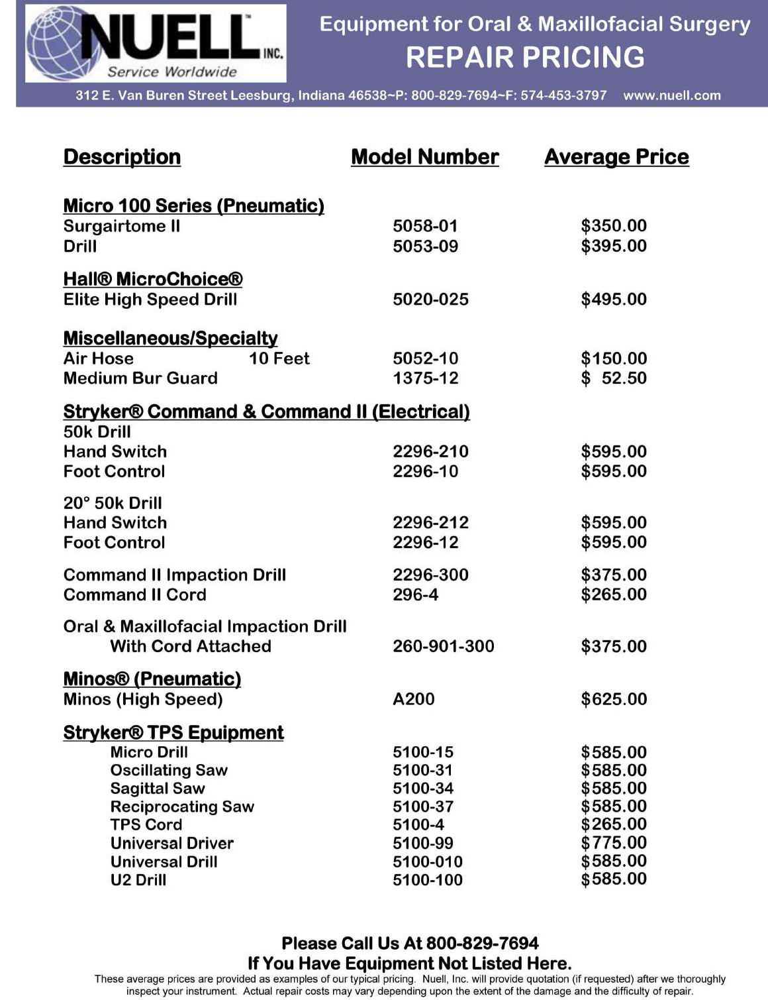 NUELL™ INC.
Service Worldwide
Equipment for Oral & Maxillofacial Surgery
REPAIR PRICING
312 E. Van Buren Street Leesburg, Indiana 46538~P: 800-829-7694~F: 574-453-3797 www.nuell.com
Description Model Number Average Price
Micro 100 Series (Pneumatic)
Surgairtome II 5058-01 $350.00
Drill 5053-09 $395.00
Hall® MicroChoice®
Elite High Speed Drill 5020-025 $495.00
Miscellaneous/Specialty
Air Hose 10 Feet 5052-10 $150.00
Medium Bur Guard 1375-12 $ 52.50
Stryker® Command & Command II (Electrical)
50k Drill
Hand Switch 2296-210 $595.00
Foot Control 2296-10 $595.00
20° 50k Drill
Hand Switch 2296-212 $595.00
Foot Control 2296-12 $595.00
Command II Impaction Drill 2296-300 $375.00
Command II Cord 296-4 $265.00
Oral & Maxillofacial Impaction Drill
With Cord Attached 260-901-300 $375.00
Minos® (Pneumatic)
Minos (High Speed) A200 $625.00
Stryker® TPS Epuipment
Micro Drill 5100-15 $585.00
Oscillating Saw 5100-31 $585.00
Sagittal Saw 5100-34 $585.00
Reciprocating Saw 5100-37 $585.00
TPS Cord 5100-4 $265.00
Universal Driver 5100-99 $775.00
Universal Drill 5100-010 $585.00
U2 Drill 5100-100 $585.00
Please Call Us At 800-829-7694
If You Have Equipment Not Listed Here.
These average prices are provided as examples of our typical pricing. Nuell, Inc. will provide quotation (if requested) after we thoroughly
inspect your instrument. Actual repair costs may vary depending upon the extent of the damage and the difficulty of repair.